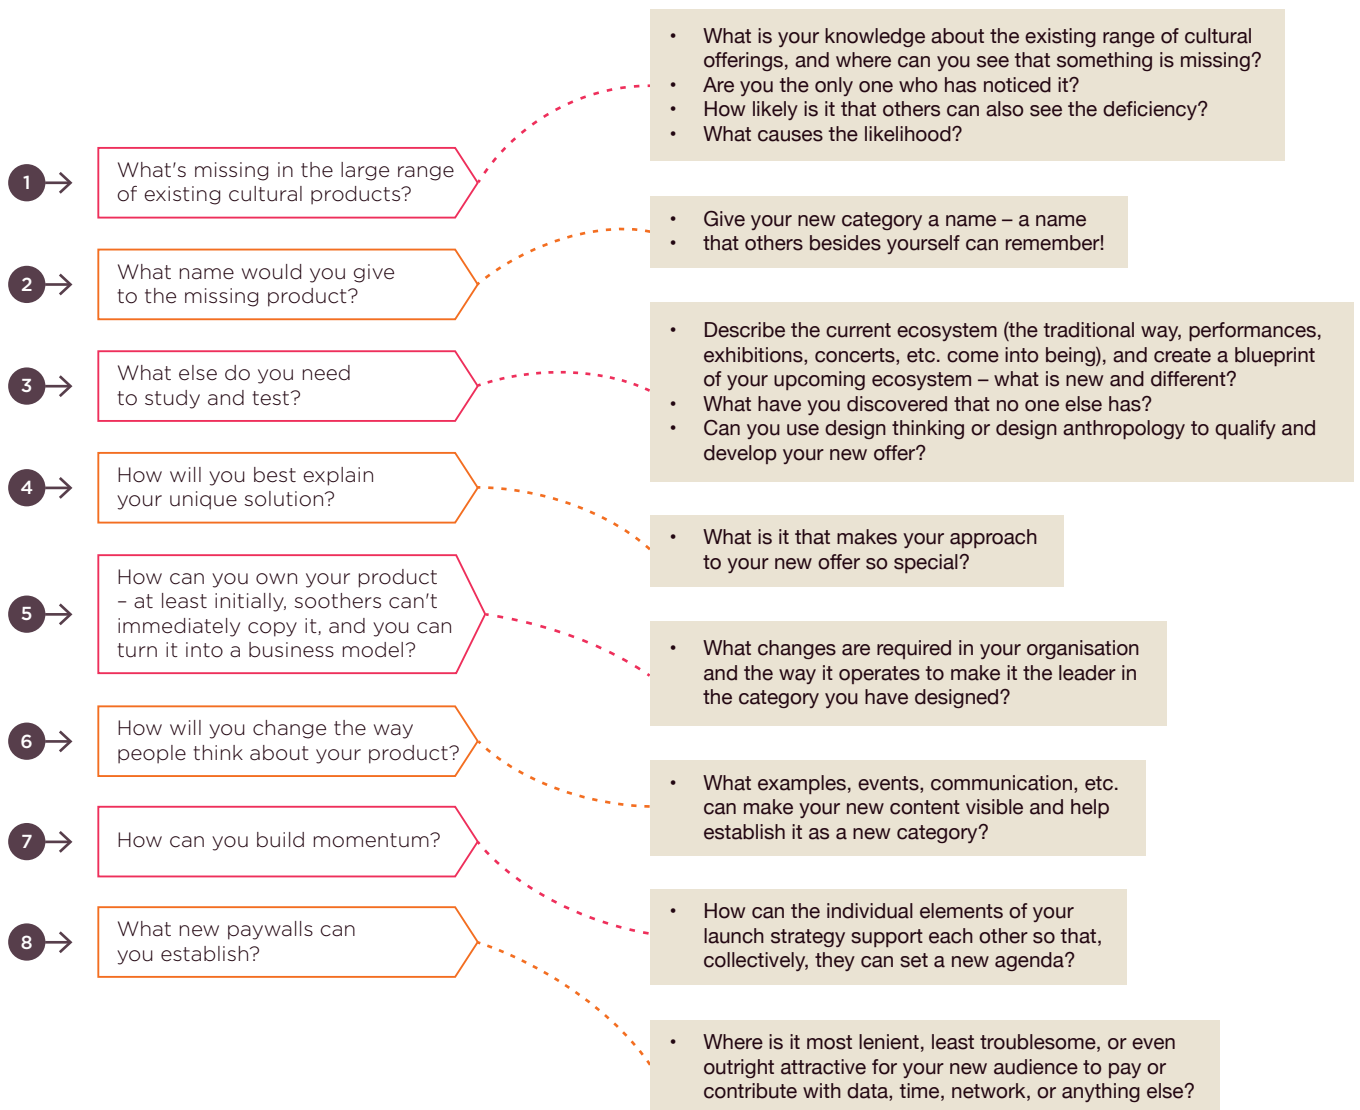 1
What's missing in the large range
of existing cultural products?
• What is your knowledge about the existing range of cultural
offerings, and where can you see that something is missing?
• Are you the only one who has noticed it?
• How likely is it that others can also see the deficiency?
• What causes the likelihood?
2
What name would you give
to the missing product?
• Give your new category a name – a name
• that others besides yourself can remember!
3
What else do you need
to study and test?
• Describe the current ecosystem (the traditional way, performances,
exhibitions, concerts, etc. come into being), and create a blueprint
of your upcoming ecosystem – what is new and different?
• What have you discovered that no one else has?
• Can you use design thinking or design anthropology to qualify and
develop your new offer?
4
How will you best explain
your unique solution?
• What is it that makes your approach
to your new offer so special?
5
How can you own your product
– at least initially, soothers can't
immediately copy it, and you can
turn it into a business model?
• What changes are required in your organisation
and the way it operates to make it the leader in
the category you have designed?
6
How will you change the way
people think about your product?
• What examples, events, communication, etc.
can make your new content visible and help
establish it as a new category?
7
How can you build momentum?
• How can the individual elements of your
launch strategy support each other so that,
collectively, they can set a new agenda?
8
What new paywalls can
you establish?
• Where is it most lenient, least troublesome, or even
outright attractive for your new audience to pay or
contribute with data, time, network, or anything else?